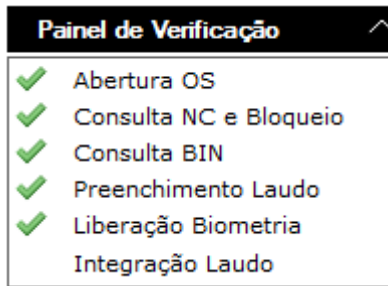 Painel de Verificação
Abertura OS
Consulta NC e Bloqueio
Consulta BIN
Preenchimento Laudo
Liberação Biometria
Integração Laudo